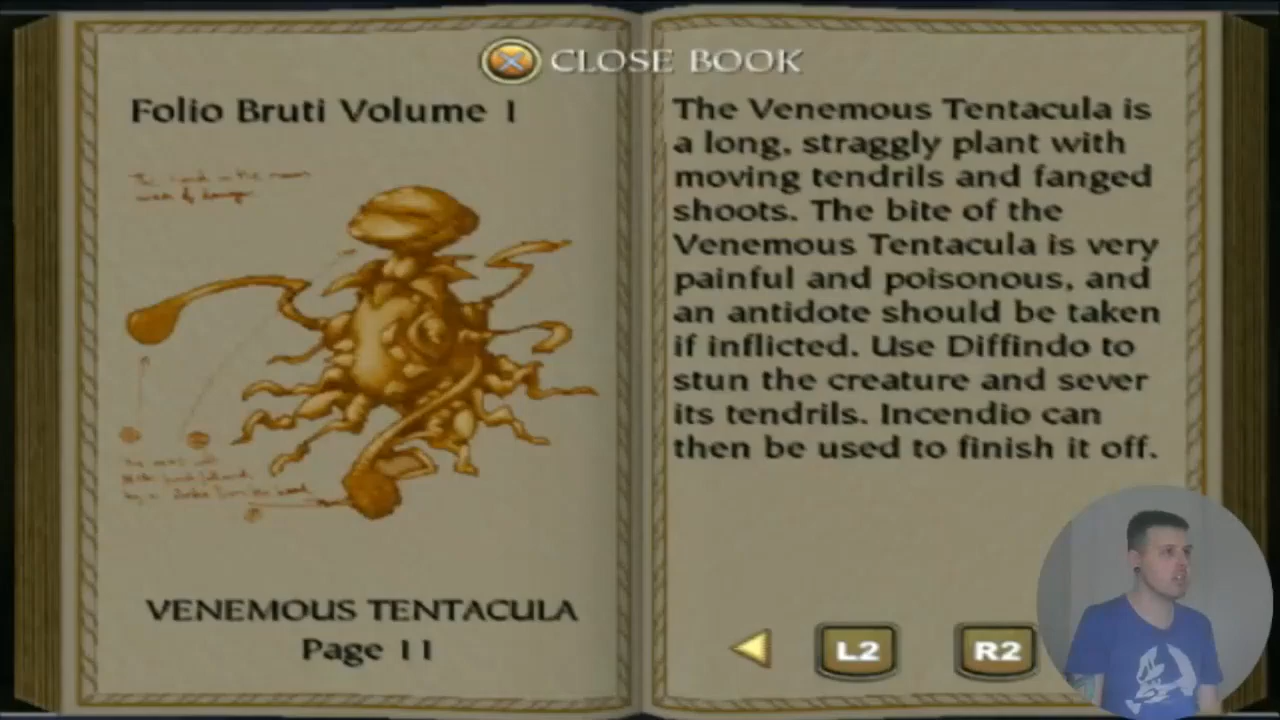 CLOSE BOOK
Folio Bruti Volume 1
VENEMOUS TENTACULA
Page 11
The Venemous Tentacula is
a long, straggly plant with
moving tendrils and fanged
shoots. The bite of the
Venemous Tentacula is very
painful and poisonous, and
an antidote should be taken
if inflicted. Use Diffindo to
stun the creature and sever
its tendrils. Incendio can
then be used to finish it off.
L2
R2